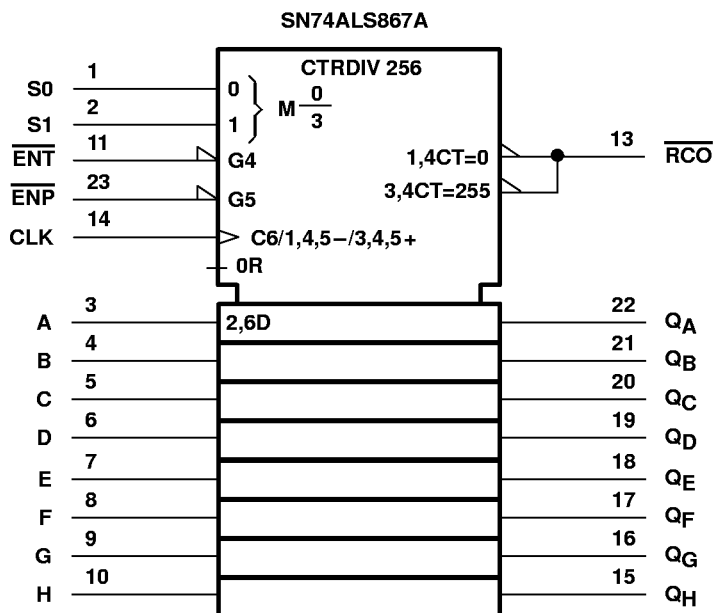 SN74ALS867A
CTRDIV 256
S0 1 0
M 0/3
S1 2 1
ENT 11 G4 1,4CT=0 13 RCO
ENP 23 G5 3,4CT=255
CLK 14 C6/1,4,5−/3,4,5+
0R
A 3 2,6D 22 QA
B 4 21 QB
C 5 20 QC
D 6 19 QD
E 7 18 QE
F 8 17 QF
G 9 16 QG
H 10 15 QH